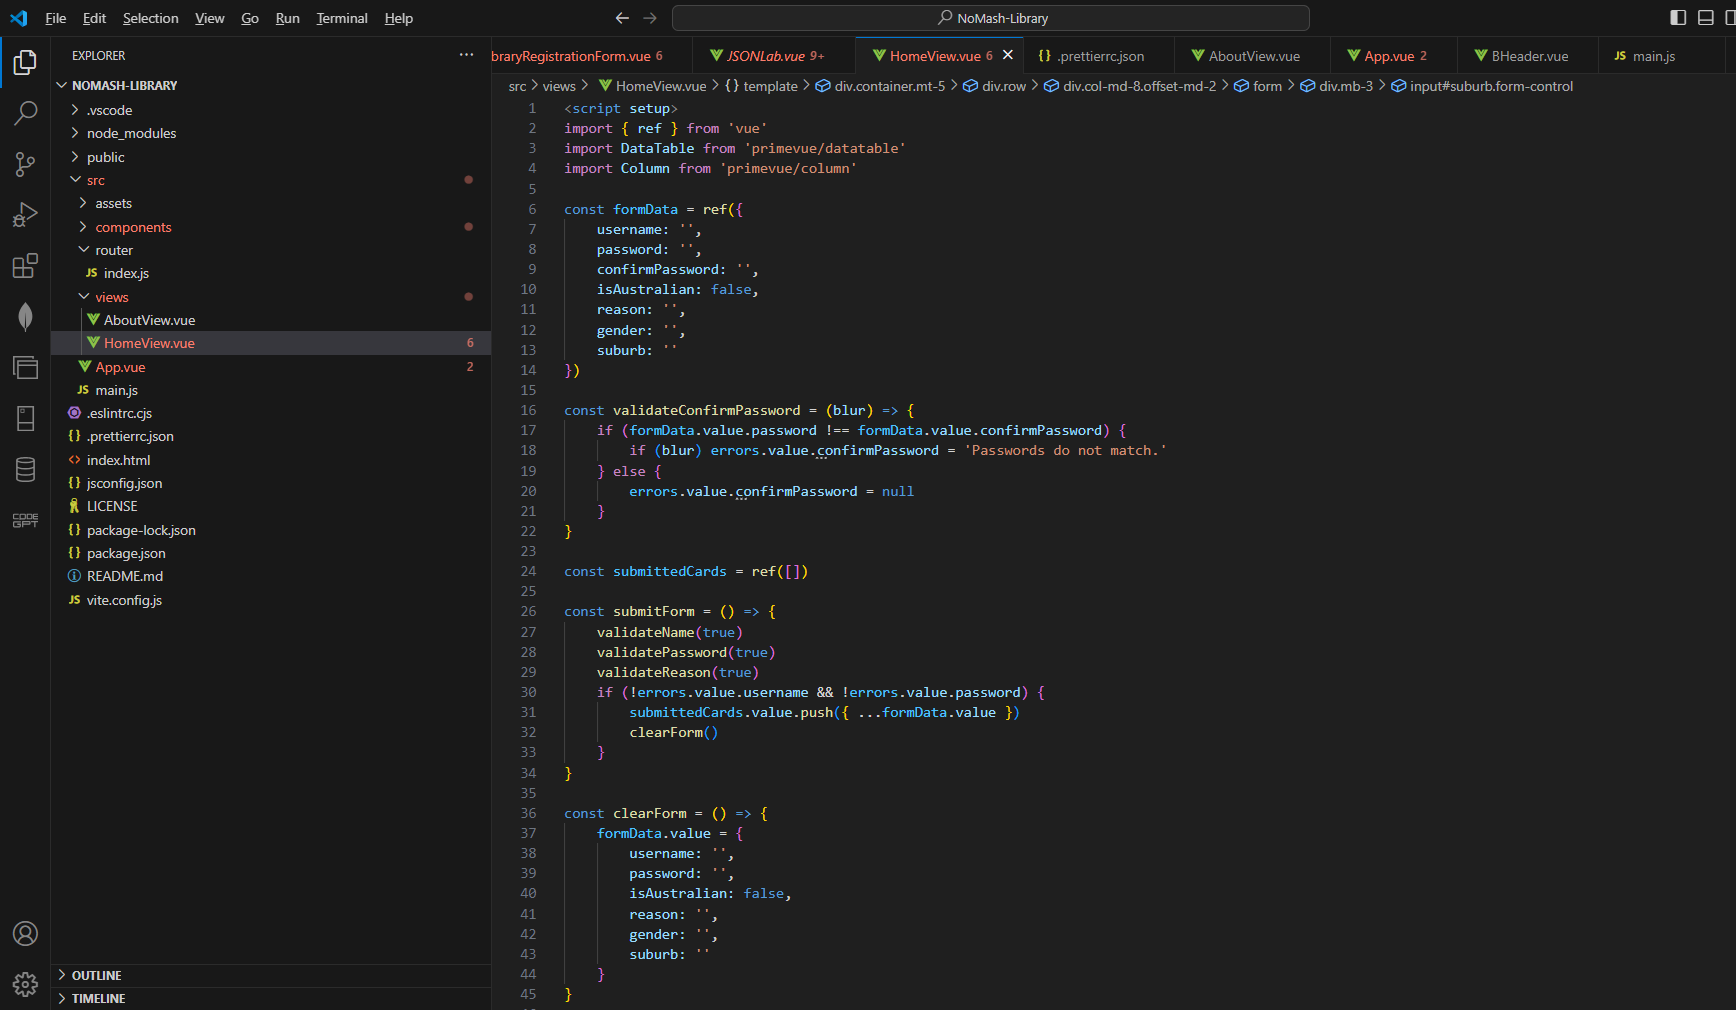 File Edit Selection View Go Run Terminal Help
NoMash-Library
EXPLORER
NOMASH-LIBRARY
.vscode
node_modules
public
src
assets
components
router
JS index.js
views
AboutView.vue
HomeView.vue 6
App.vue 2
JS main.js
.eslintrc.cjs
{} .prettierrc.json
<> index.html
{} jsconfig.json
LICENSE
{} package-lock.json
{} package.json
README.md
JS vite.config.js
CODE
GPT
OUTLINE
TIMELINE
braryRegistrationForm.vue 6 JSONLab.vue 9+ HomeView.vue 6 {} .prettierrc.json AboutView.vue App.vue 2 BHeader.vue JS main.js
src > views > HomeView.vue > {} template > div.container.mt-5 > div.row > div.col-md-8.offset-md-2 > form > div.mb-3 > input#suburb.form-control
1 <script setup>
2 import { ref } from 'vue'
3 import DataTable from 'primevue/datatable'
4 import Column from 'primevue/column'
5
6 const formData = ref({
7 username: '',
8 password: '',
9 confirmPassword: '',
10 isAustralian: false,
11 reason: '',
12 gender: '',
13 suburb: ''
14 })
15
16 const validateConfirmPassword = (blur) => {
17 if (formData.value.password !== formData.value.confirmPassword) {
18 if (blur) errors.value.confirmPassword = 'Passwords do not match.'
19 } else {
20 errors.value.confirmPassword = null
21 }
22 }
23
24 const submittedCards = ref([])
25
26 const submitForm = () => {
27 validateName(true)
28 validatePassword(true)
29 validateReason(true)
30 if (!errors.value.username && !errors.value.password) {
31 submittedCards.value.push({ ...formData.value })
32 clearForm()
33 }
34 }
35
36 const clearForm = () => {
37 formData.value = {
38 username: '',
39 password: '',
40 isAustralian: false,
41 reason: '',
42 gender: '',
43 suburb: ''
44 }
45 }